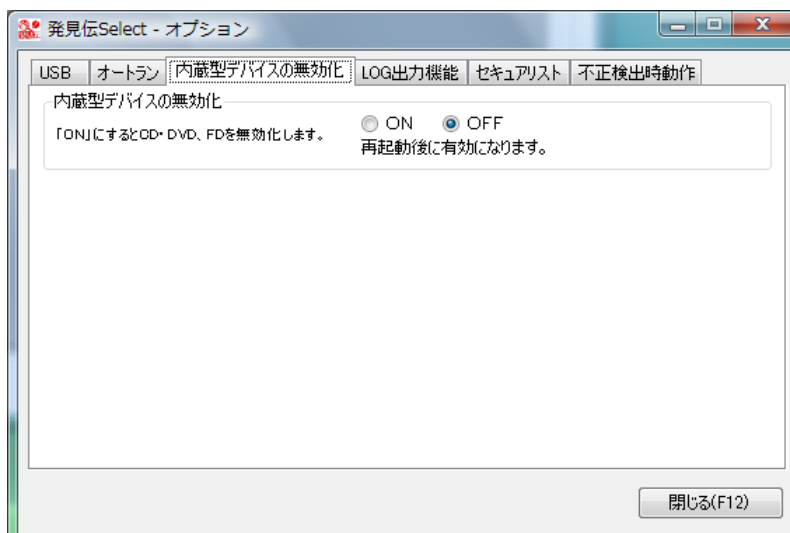 発見伝Select - オプション
USB オートラン 内蔵型デバイスの無効化 LOG出力機能 セキュアリスト 不正検出時動作
内蔵型デバイスの無効化
「ON」にするとCD・DVD、FDを無効化します。 ON OFF
再起動後に有効になります。
閉じる(F12)